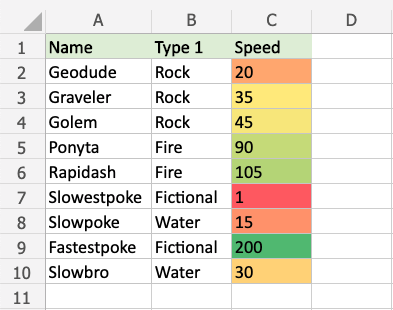 A B C D
1 Name Type 1 Speed
2 Geodude Rock 20
3 Graveler Rock 35
4 Golem Rock 45
5 Ponyta Fire 90
6 Rapidash Fire 105
7 Slowestpoke Fictional 1
8 Slowpoke Water 15
9 Fastestpoke Fictional 200
10 Slowbro Water 30
11